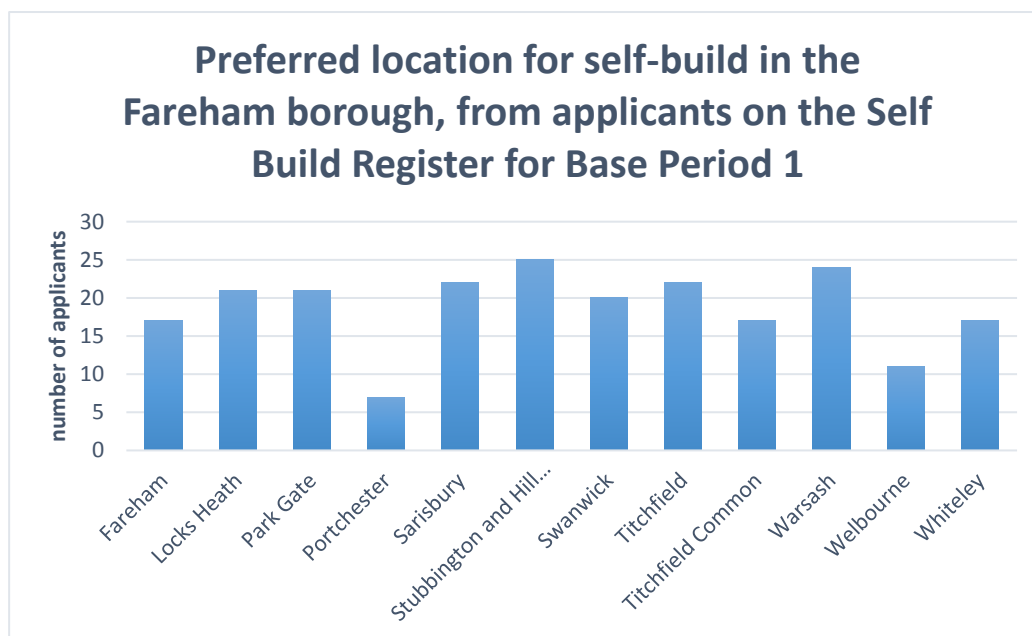 Preferred location for self-build in the
Fareham borough, from applicants on the Self
Build Register for Base Period 1
number of applicants
30
25
20
15
10
5
0
Fareham
Locks Heath
Park Gate
Portchester
Sarisbury
Stubbington and Hill...
Swanwick
Titchfield
Titchfield Common
Warsash
Welbourne
Whiteley